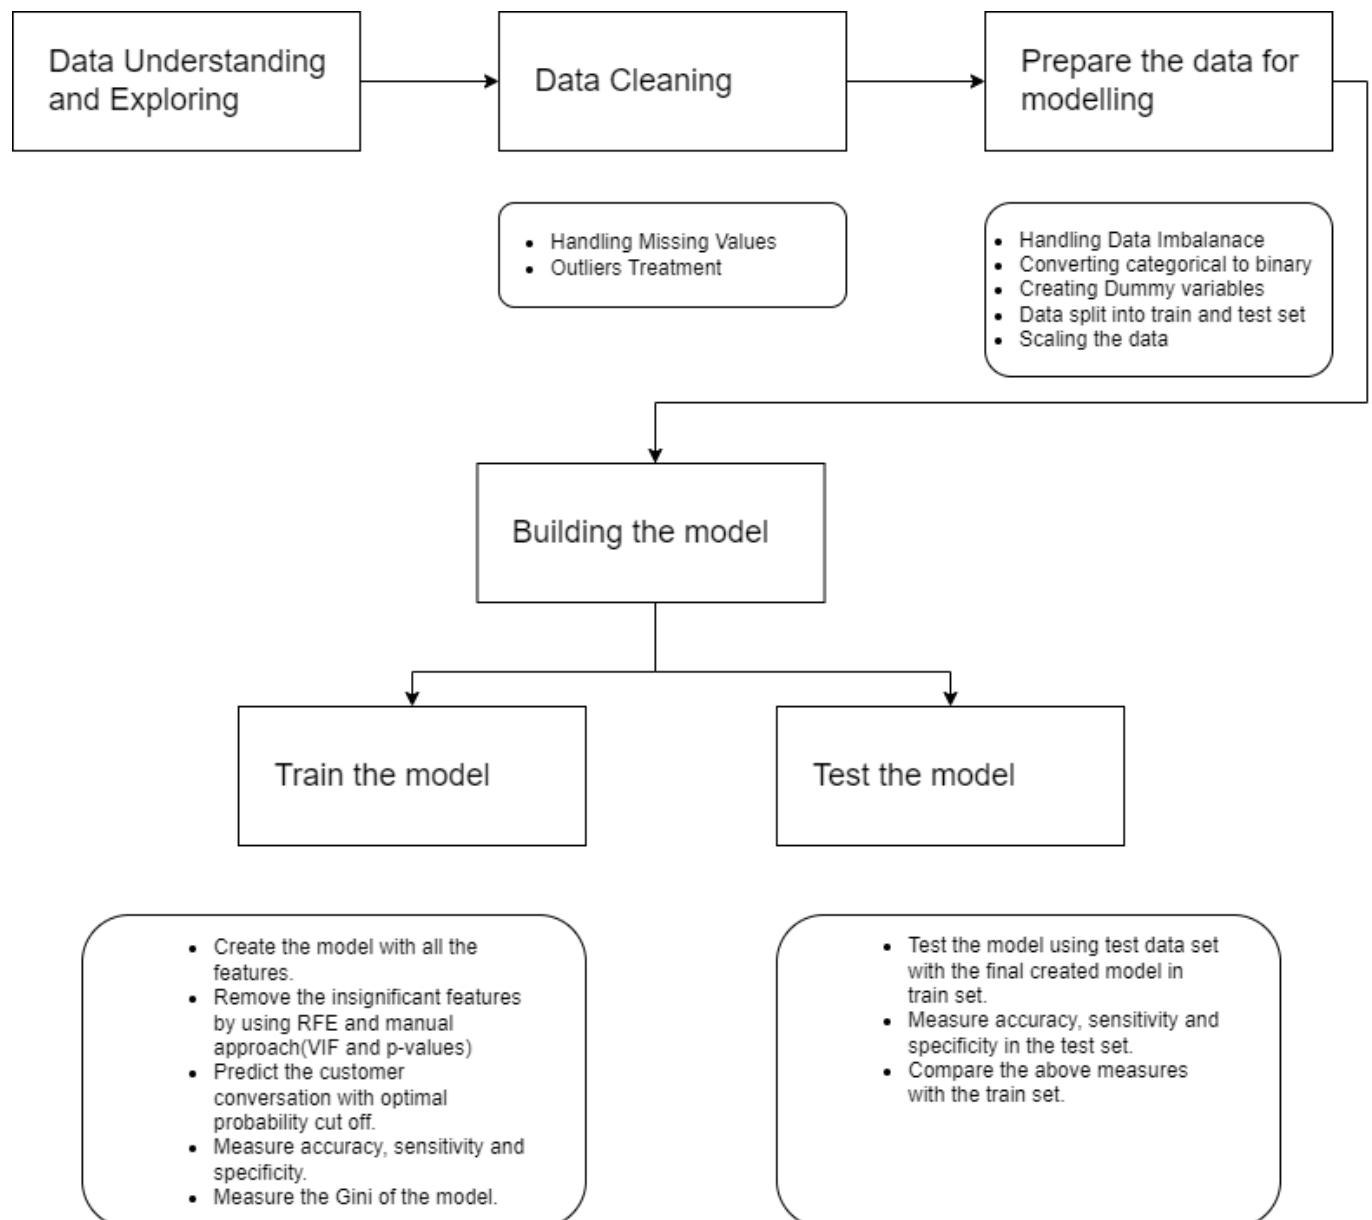 Data Understanding
and Exploring
Data Cleaning
Prepare the data for
modelling
• Handling Missing Values
• Outliers Treatment
• Handling Data Imbalanace
• Converting categorical to binary
• Creating Dummy variables
• Data split into train and test set
• Scaling the data
Building the model
Train the model
Test the model
• Create the model with all the
features.
• Remove the insignificant features
by using RFE and manual
approach(VIF and p-values)
• Predict the customer
conversation with optimal
probability cut off.
• Measure accuracy, sensitivity and
specificity.
• Measure the Gini of the model.
• Test the model using test data set
with the final created model in
train set.
• Measure accuracy, sensitivity and
specificity in the test set.
• Compare the above measures
with the train set.